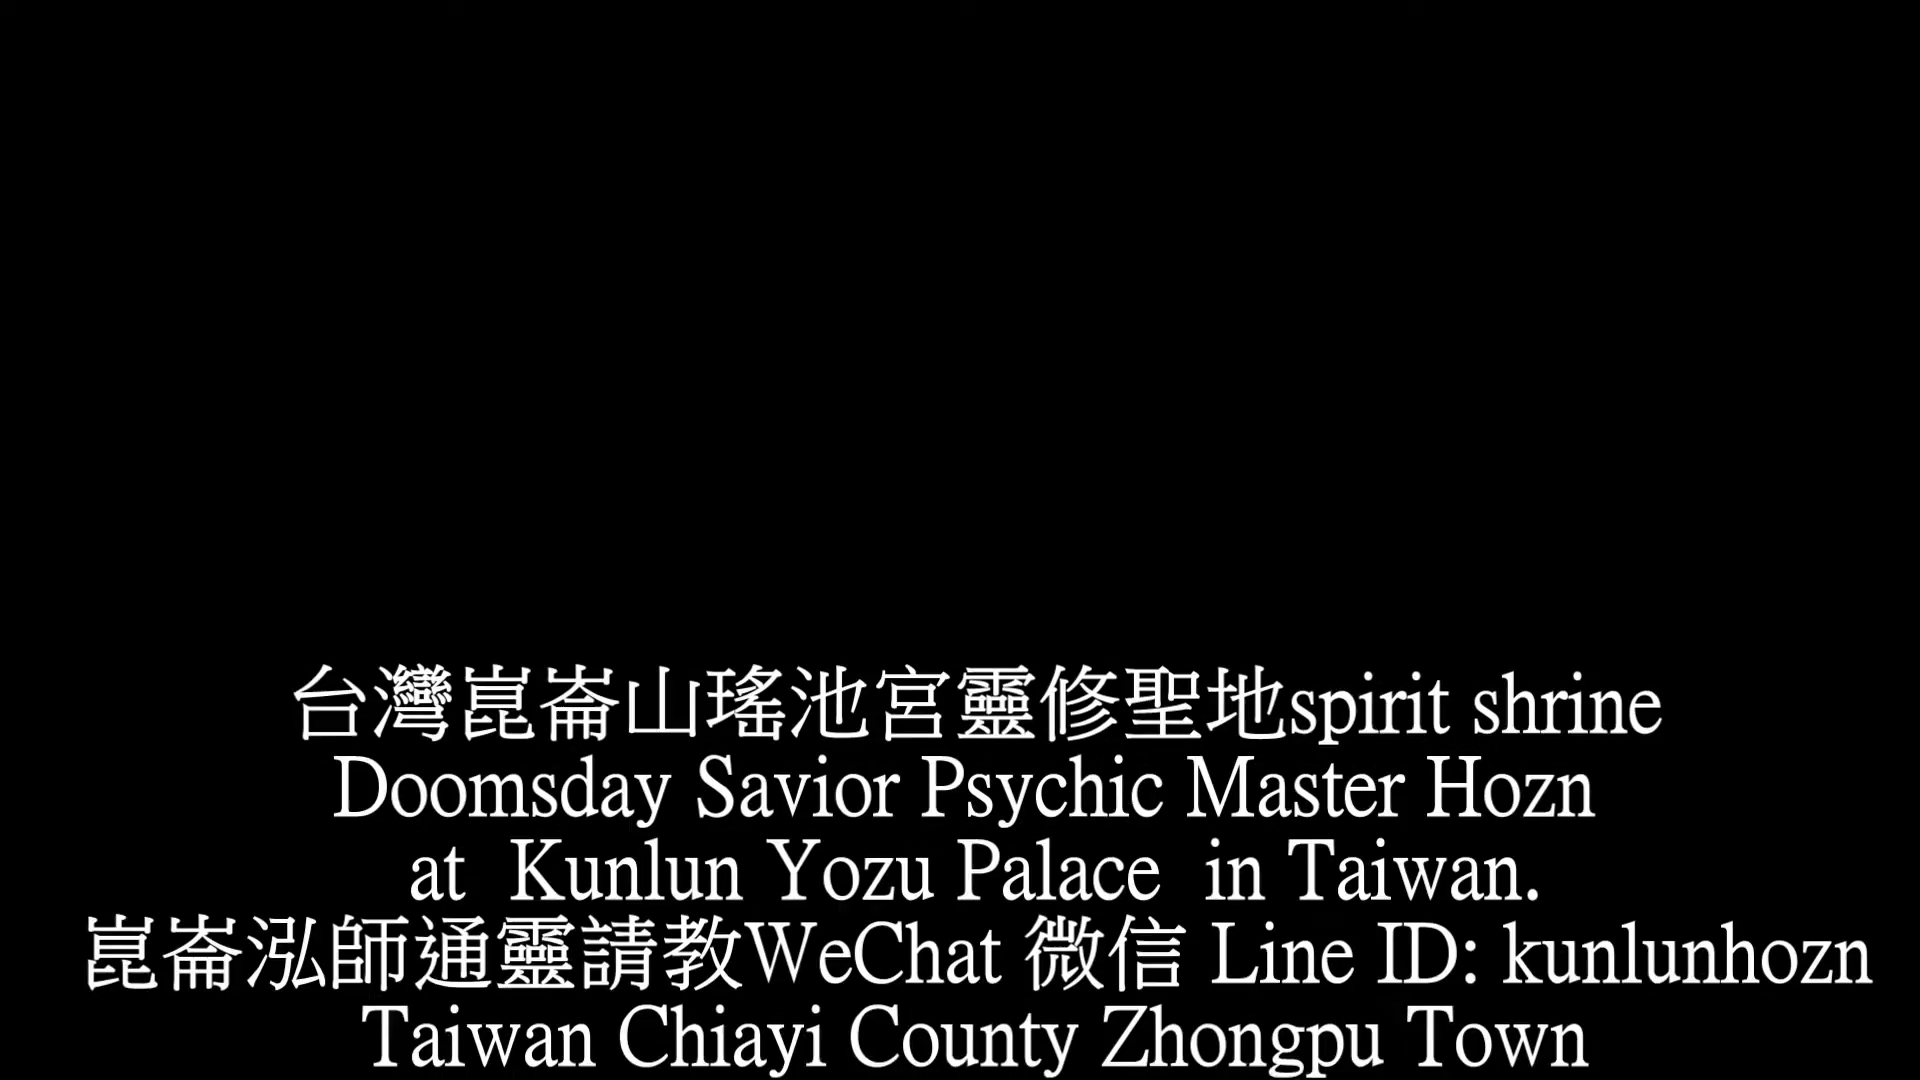 台灣崑崙山瑤池宮靈修聖地spirit shrine
Doomsday Savior Psychic Master Hozn
at Kunlun Yozu Palace in Taiwan.
崑崙泓師通靈請教WeChat 微信 Line ID: kunlunhozn
Taiwan Chiayi County Zhongpu Town